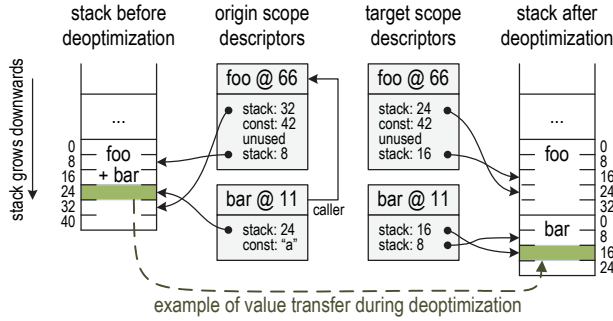 stack before
deoptimization
origin scope
descriptors
target scope
descriptors
stack after
deoptimization
stack grows downwards
...
0
8
16
24
32
40
foo
+ bar
foo @ 66
stack: 32
const: 42
unused
stack: 8
bar @ 11
stack: 24
const: “a”
caller
foo @ 66
stack: 24
const: 42
unused
stack: 16
bar @ 11
stack: 16
stack: 8
...
foo
0
8
16
24
32
bar
0
8
16
24
example of value transfer during deoptimization